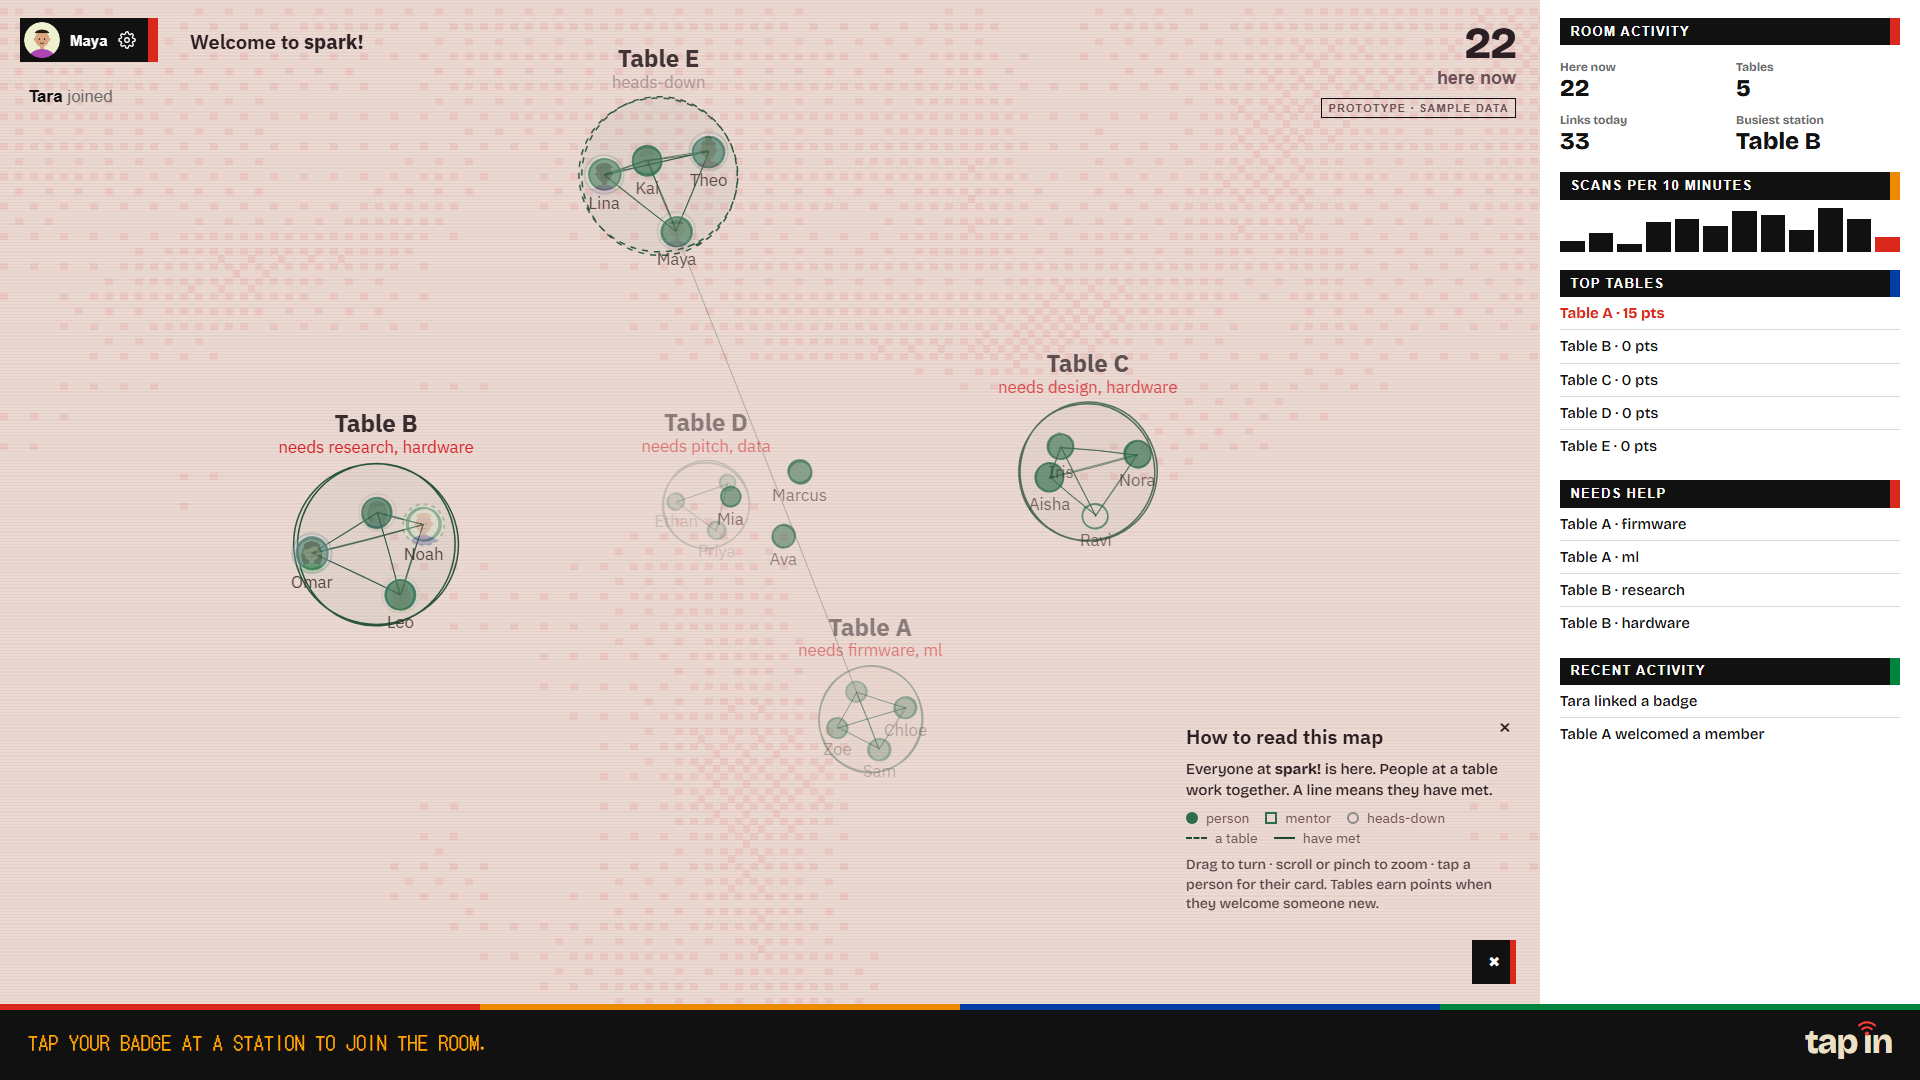 Maya
Welcome to spark!
Tara joined
22
here now
PROTOTYPE · SAMPLE DATA
Table E
heads-down
Kai
Theo
Lina
Maya
Table C
needs design, hardware
Iris
Nora
Aisha
Ravi
Table B
needs research, hardware
Noah
Omar
Leo
Table D
needs pitch, data
Marcus
Ethan
Mia
Priya
Ava
Table A
needs firmware, ml
Chloe
Zoe
Sam
How to read this map
Everyone at spark! is here. People at a table
work together. A line means they have met.
person mentor heads-down
a table have met
Drag to turn · scroll or pinch to zoom · tap a
person for their card. Tables earn points when
they welcome someone new.
ROOM ACTIVITY
Here now Tables
22 5
Links today Busiest station
33 Table B
SCANS PER 10 MINUTES
TOP TABLES
Table A · 15 pts
Table B · 0 pts
Table C · 0 pts
Table D · 0 pts
Table E · 0 pts
NEEDS HELP
Table A · firmware
Table A · ml
Table B · research
Table B · hardware
RECENT ACTIVITY
Tara linked a badge
Table A welcomed a member
TAP YOUR BADGE AT A STATION TO JOIN THE ROOM.
tap in